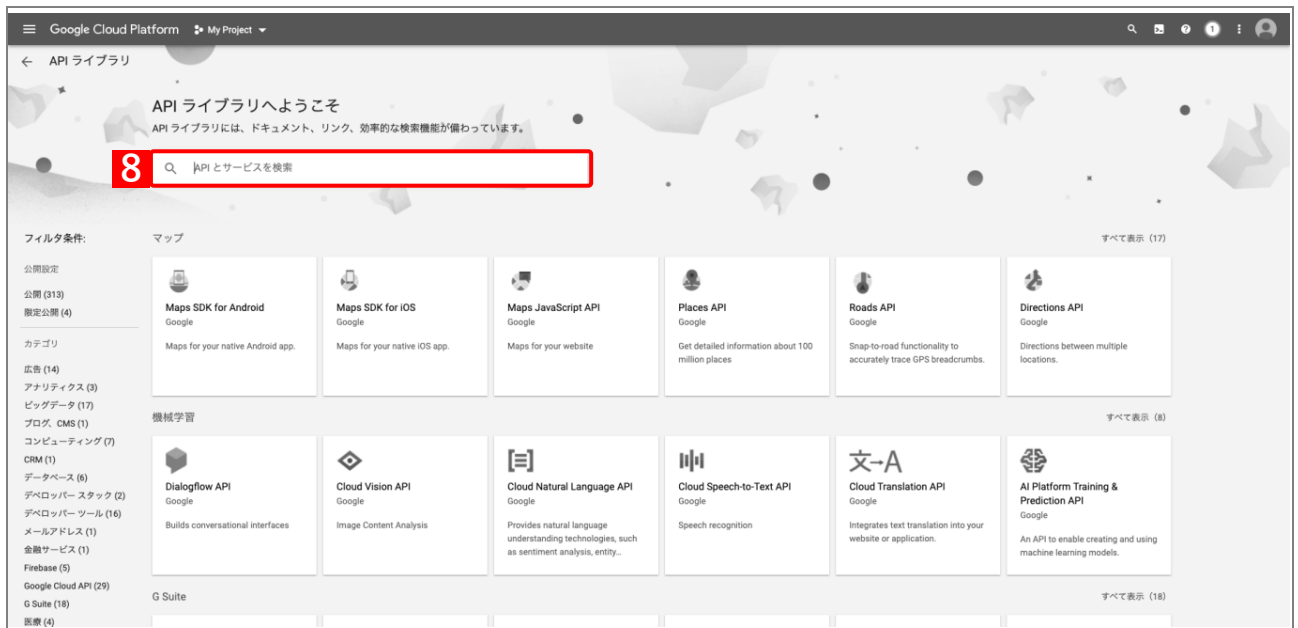 Google Cloud Platform My Project
1
API ライブラリ
API ライブラリへようこそ
API ライブラリには、ドキュメント、リンク、効率的な検索機能が備わっています。
8
API とサービスを検索
フィルタ条件:
公開設定
公開 (313)
限定公開 (4)
カテゴリ
広告 (14)
アナリティクス (3)
ビッグデータ (17)
ブログ、CMS (1)
コンピューティング (7)
CRM (1)
データベース (6)
デベロッパー スタック (2)
デベロッパー ツール (16)
メールアドレス (1)
金融サービス (1)
Firebase (5)
Google Cloud API (29)
G Suite (18)
医療 (4)
マップ
すべて表示 (17)
Maps SDK for Android
Google
Maps for your native Android app.
Maps SDK for iOS
Google
Maps for your native iOS app.
Maps JavaScript API
Google
Maps for your website
Places API
Google
Get detailed information about 100
million places
Roads API
Google
Snap-to-road functionality to
accurately trace GPS breadcrumbs.
Directions API
Google
Directions between multiple
locations.
機械学習
すべて表示 (8)
Dialogflow API
Google
Builds conversational interfaces
Cloud Vision API
Google
Image Content Analysis
Cloud Natural Language API
Google
Provides natural language
understanding technologies, such
as sentiment analysis, entity...
Cloud Speech-to-Text API
Google
Speech recognition
文→A
Cloud Translation API
Google
Integrates text translation into your
website or application.
AI Platform Training &
Prediction API
Google
An API to enable creating and using
machine learning models.
G Suite
すべて表示 (18)